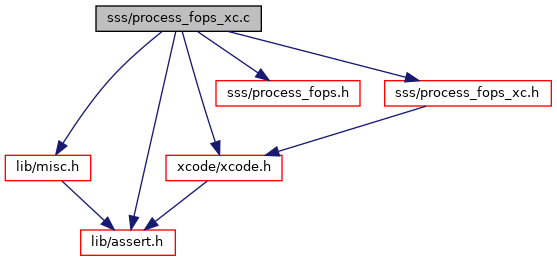 sss/process_fops_xc.c
sss/process_fops.h
sss/process_fops_xc.h
lib/misc.h
xcode/xcode.h
lib/assert.h